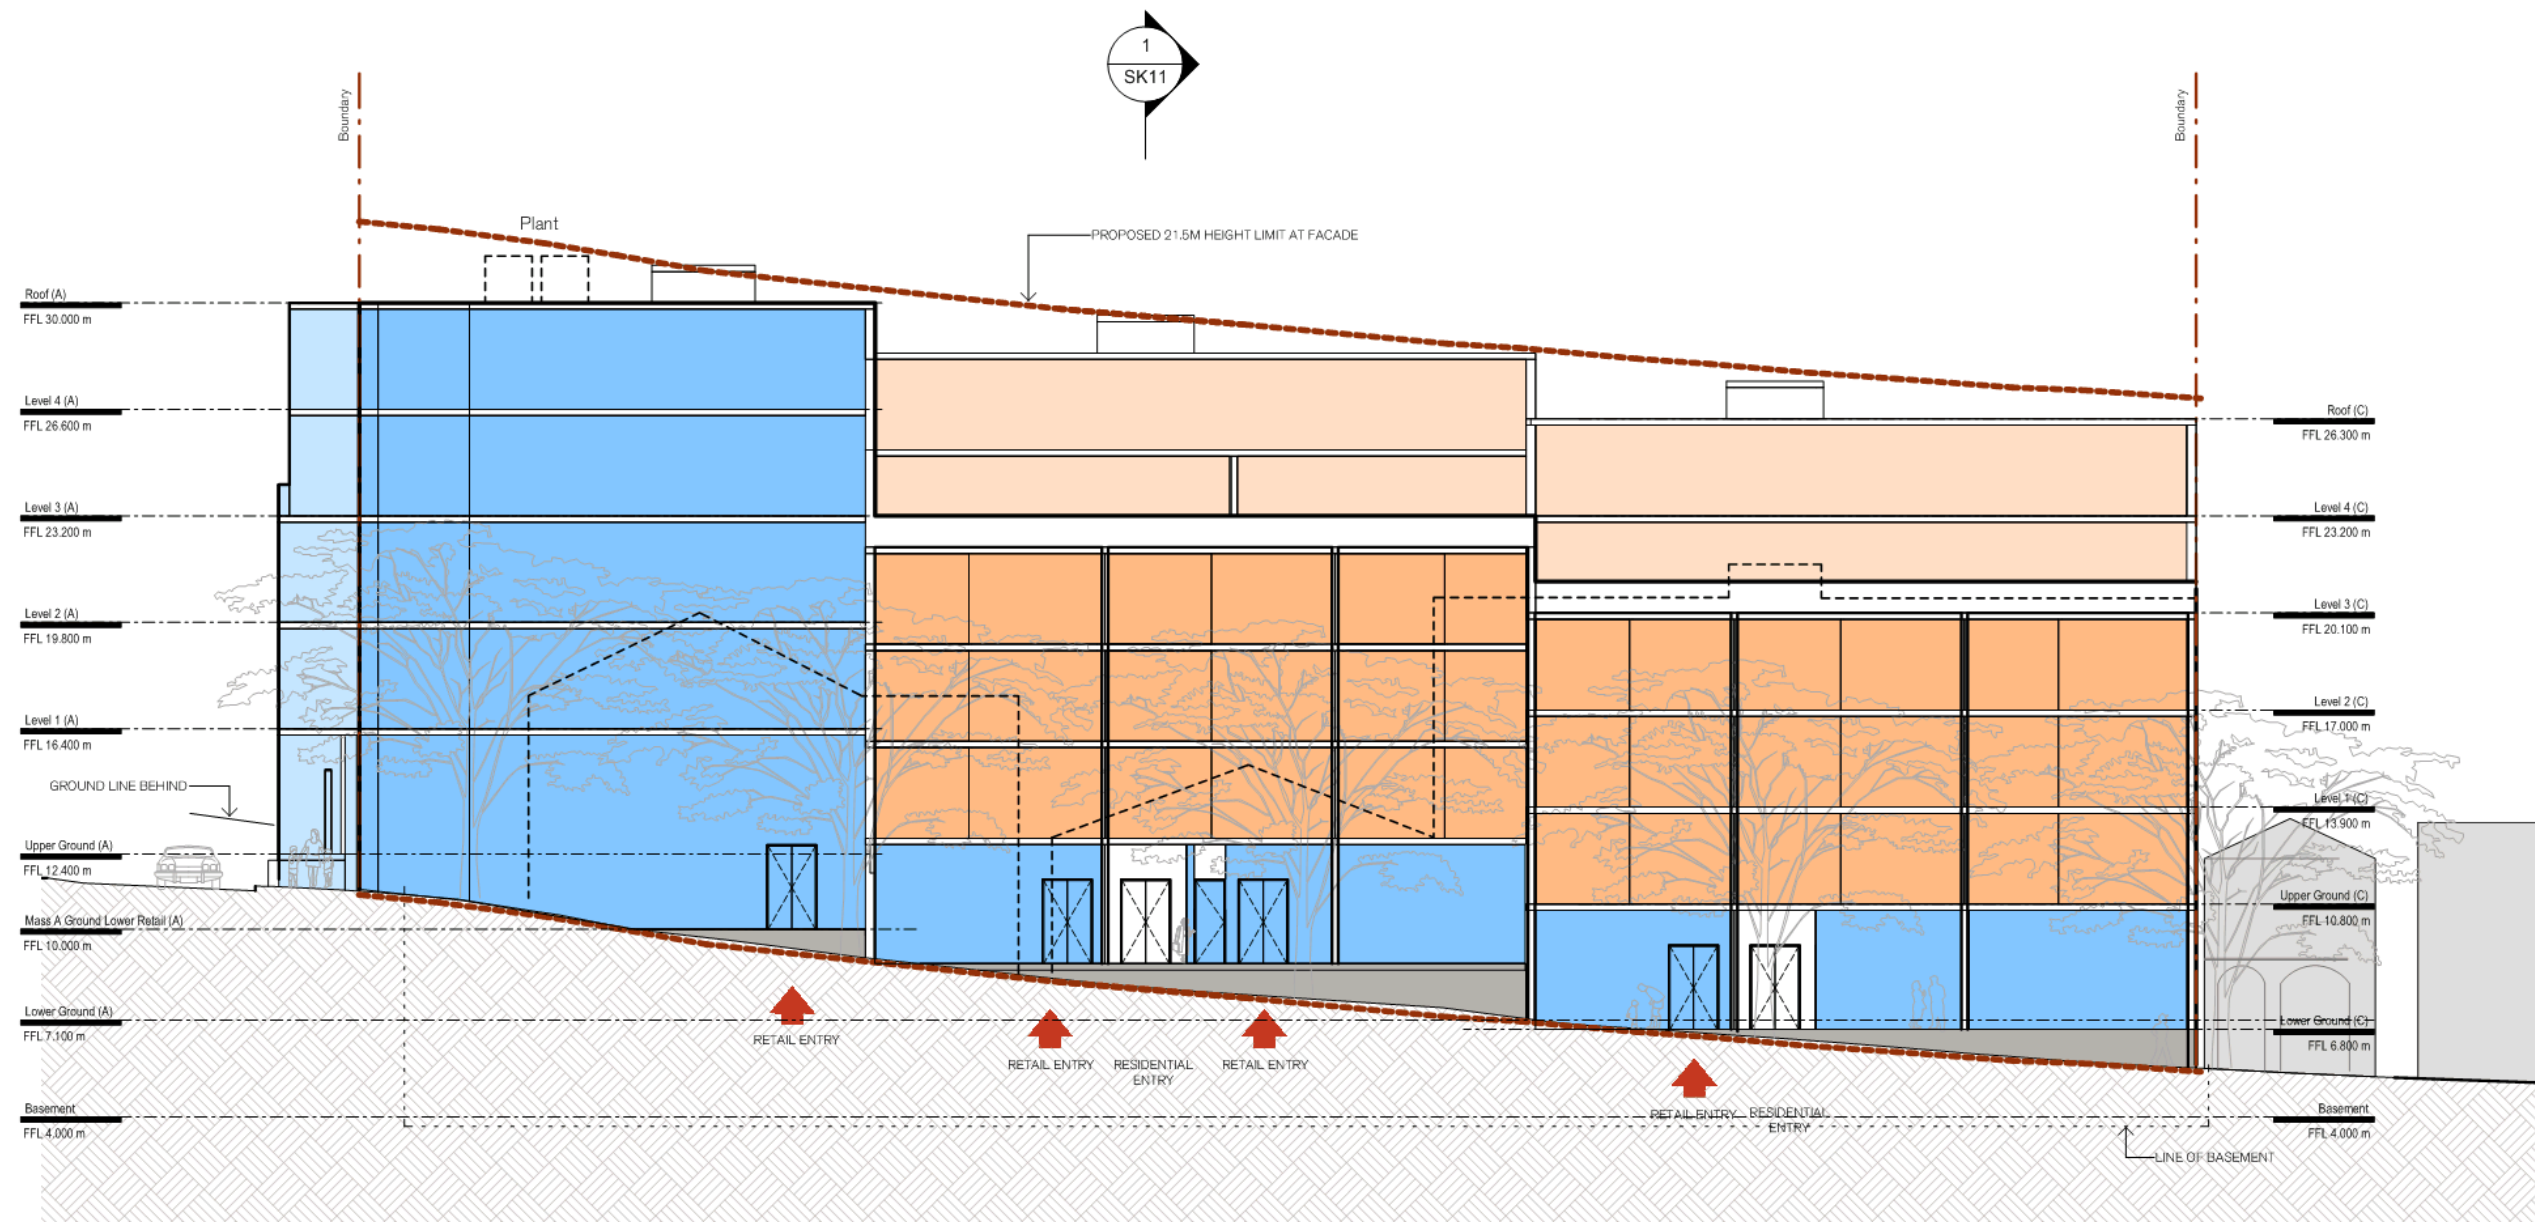 1
SK11
Boundary
Boundary
Plant
PROPOSED 21.5M HEIGHT LIMIT AT FACADE
Roof (A)
FFL 30.000 m
Level 4 (A)
FFL 26.600 m
Level 3 (A)
FFL 23.200 m
Level 2 (A)
FFL 19.800 m
Level 1 (A)
FFL 16.400 m
GROUND LINE BEHIND
Upper Ground (A)
FFL 12.400 m
Mass A Ground Lower Retail (A)
FFL 10.000 m
Lower Ground (A)
FFL 7.100 m
Basement
FFL 4.000 m
Roof (C)
FFL 26.300 m
Level 4 (C)
FFL 23.200 m
Level 3 (C)
FFL 20.100 m
Level 2 (C)
FFL 17.000 m
Level 1 (C)
FFL 13.900 m
Upper Ground (C)
FFL 10.800 m
Lower Ground (C)
FFL 6.800 m
Basement
FFL 4.000 m
RETAIL ENTRY
RETAIL ENTRY
RESIDENTIAL
ENTRY
RETAIL ENTRY
RETAIL ENTRY
RESIDENTIAL
ENTRY
LINE OF BASEMENT